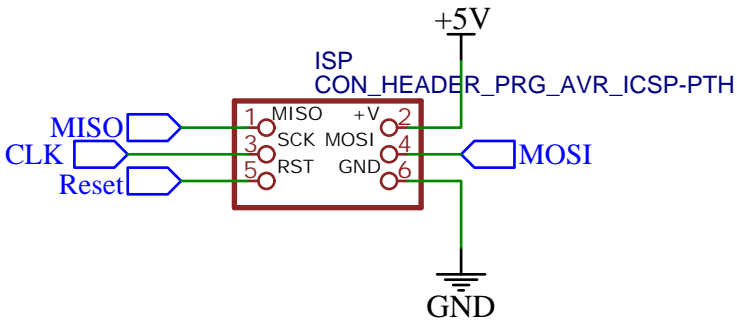 +5V
ISP
CON_HEADER_PRG_AVR_ICSP-PTH
MISO 1 MISO +V 2
CLK 3 SCK MOSI 4 MOSI
Reset 5 RST GND 6
GND